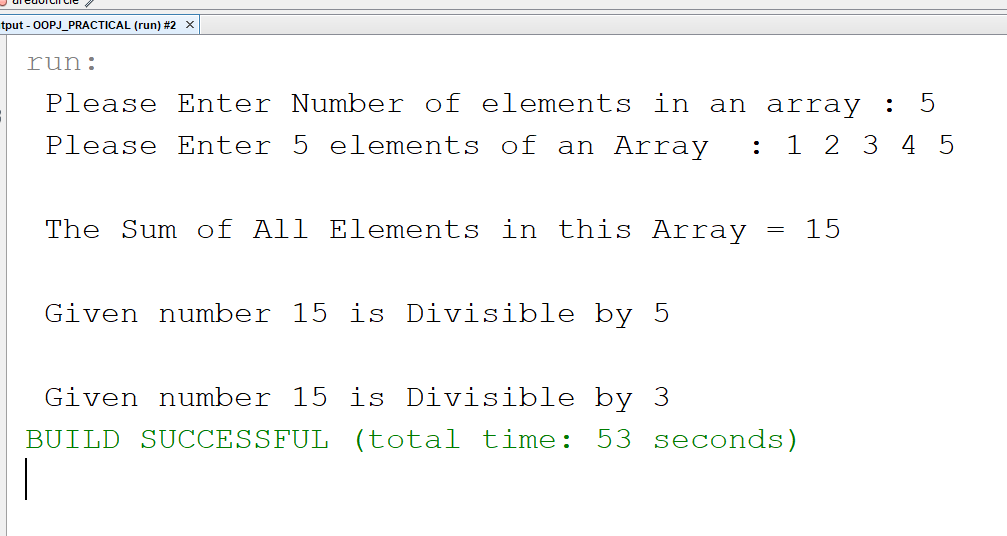 areaofcircle
tput - OOPJ_PRACTICAL (run) #2 ×
run:
Please Enter Number of elements in an array : 5
Please Enter 5 elements of an Array  : 1 2 3 4 5
The Sum of All Elements in this Array = 15
Given number 15 is Divisible by 5
Given number 15 is Divisible by 3
BUILD SUCCESSFUL (total time: 53 seconds)